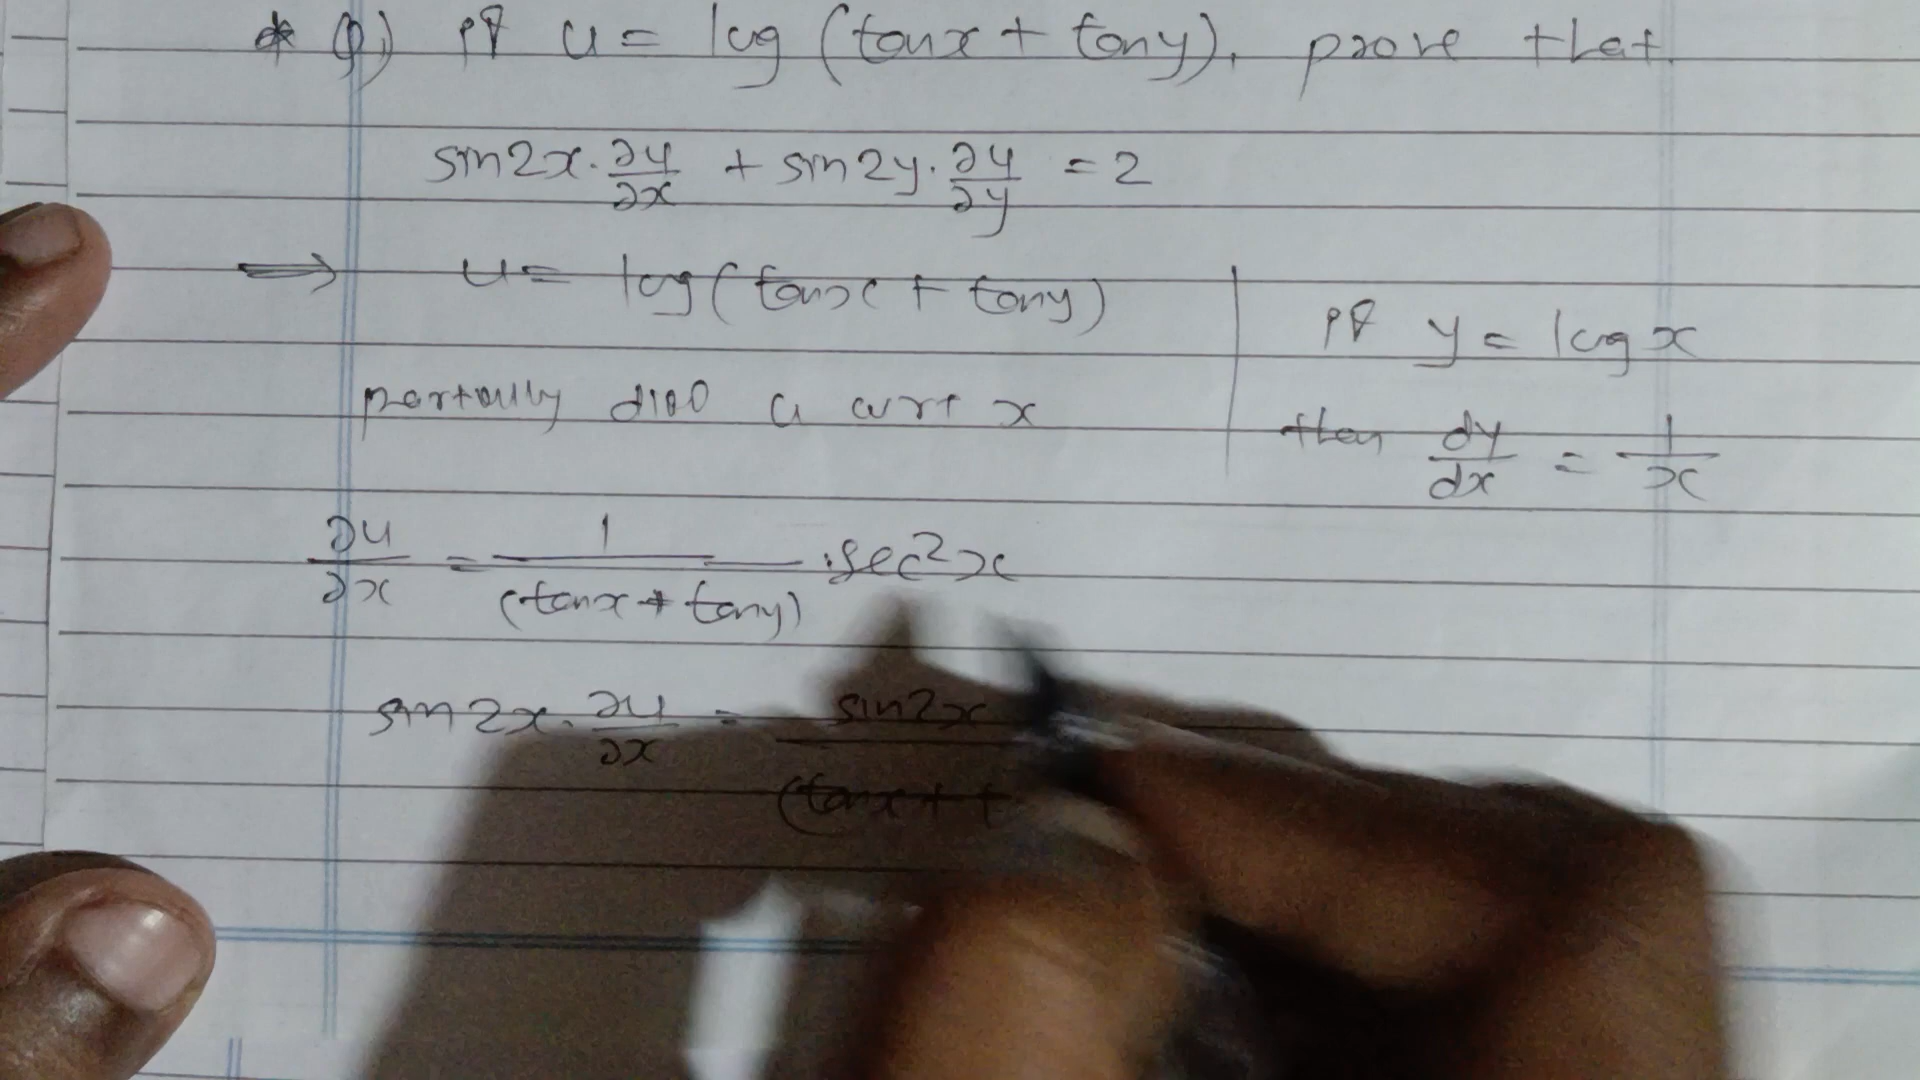 * Q.) If u = log (tanx + tany), prove that
sin2x. ∂u/∂x + sin2y. ∂u/∂y = 2
⇒ u = log (tanx + tany)
If y = log x
partially diff u w.r.t x
then dy/dx = 1/x
∂u/∂x = 1/(tanx + tany) . sec²x
sin2x. ∂u/∂x = sin2x/(tanx + t